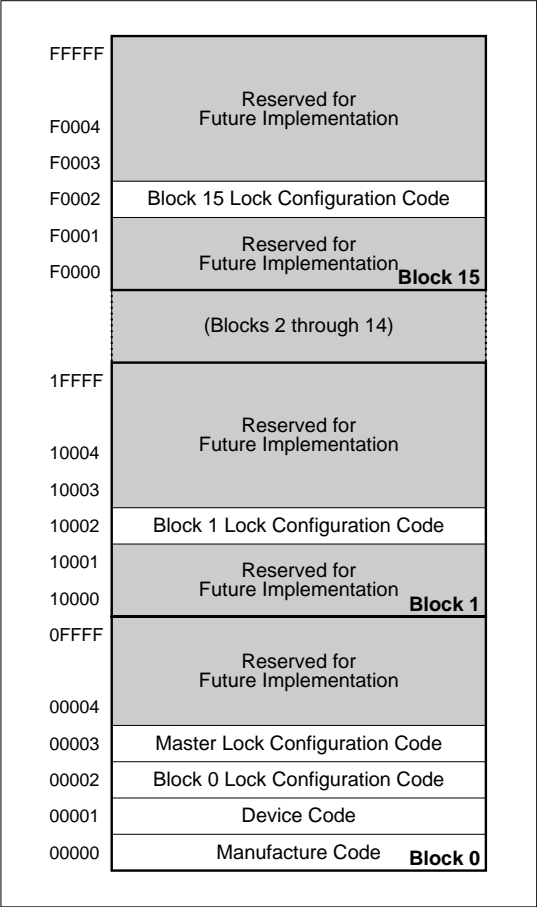 FFFFF
Reserved for
Future Implementation
F0004
F0003
F0002 Block 15 Lock Configuration Code
F0001
Reserved for
Future Implementation
F0000
Block 15
(Blocks 2 through 14)
1FFFF
Reserved for
Future Implementation
10004
10003
10002 Block 1 Lock Configuration Code
10001
Reserved for
Future Implementation
10000
Block 1
0FFFF
Reserved for
Future Implementation
00004
00003 Master Lock Configuration Code
00002 Block 0 Lock Configuration Code
00001 Device Code
00000 Manufacture Code Block 0